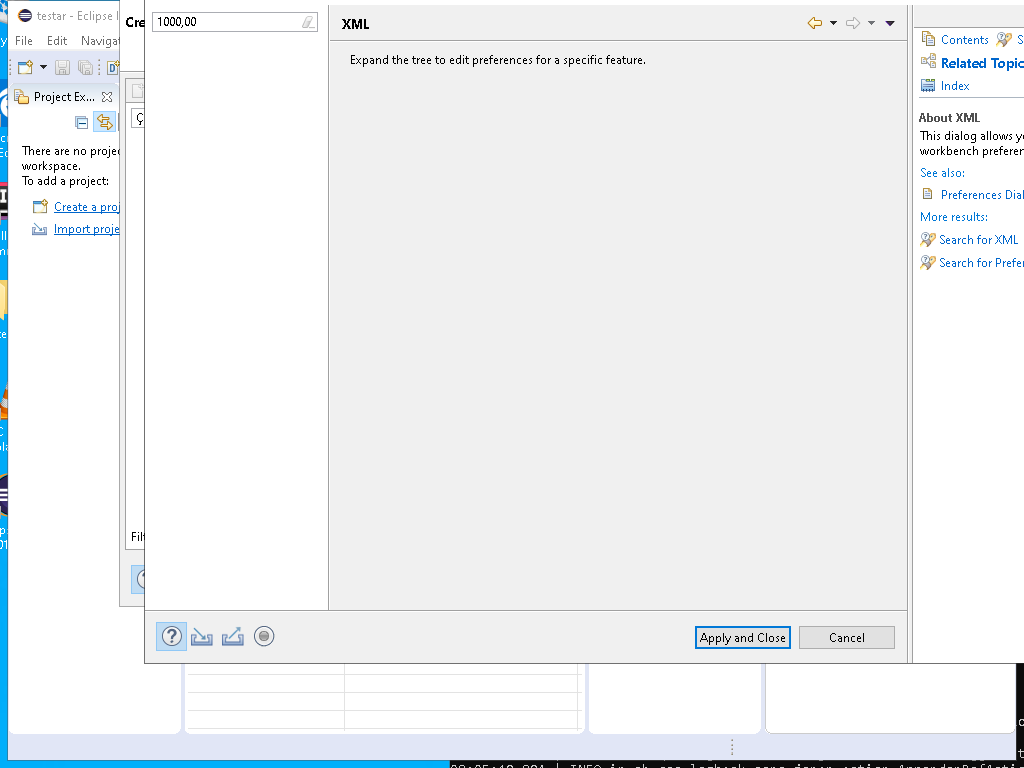 testar - Eclipse I
File Edit Navigat
Project Ex...
There are no projec
workspace.
To add a project:
Create a proj
Import proje
Cre
Filt
1000,00
XML
Expand the tree to edit preferences for a specific feature.
Apply and Close
Cancel
Contents
S
Related Topic
Index
About XML
This dialog allows yo
workbench preferen
See also:
Preferences Dial
More results:
Search for XML
Search for Prefer